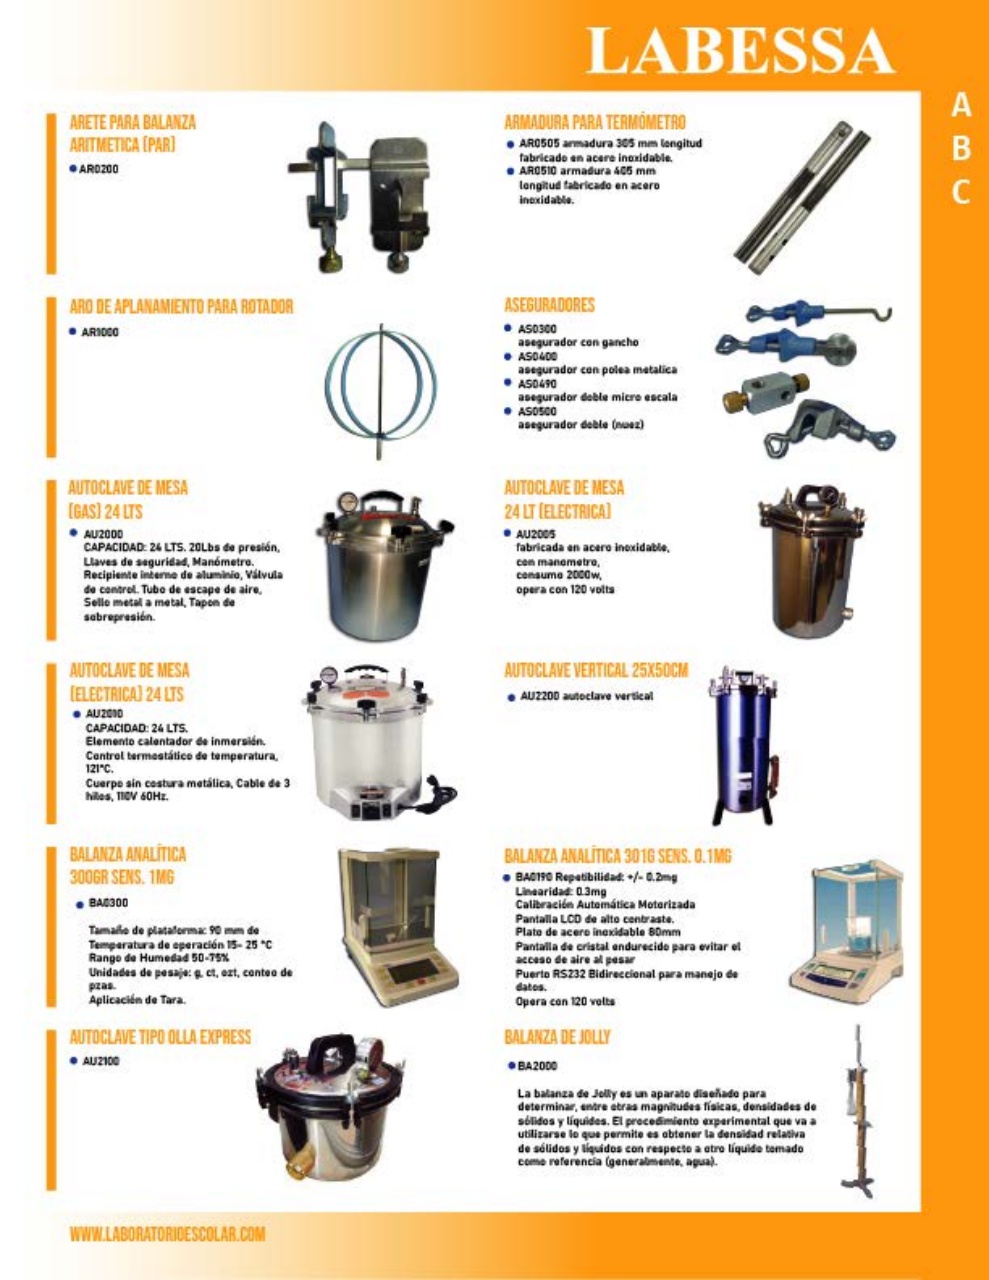 LABESSA
A
B
C
ARETE PARA BALANZA
ARITMETICA (PAR)
AR0200
ARMADURA PARA TERMÓMETRO
AR0505 armadura 305 mm longitud
fabricado en acero inoxidable.
AR0510 armadura 405 mm
longitud fabricado en acero
inoxidable.
ARO DE APLANAMIENTO PARA ROTADOR
AR1000
ASEGURADORES
AS0300
asegurador con gancho
AS0400
asegurador con polea metalica
AS0490
asegurador doble micro escala
AS0500
asegurador doble (nuez)
AUTOCLAVE DE MESA
(GAS) 24 LTS
AU2000
CAPACIDAD: 24 LTS. 20Lbs de presión,
Llaves de seguridad, Manómetro.
Recipiente interno de aluminio, Válvula
de control. Tubo de escape de aire,
Sello metal a metal, Tapon de
sobrepresión.
AUTOCLAVE DE MESA
24 LT (ELECTRICA)
AU2005
fabricada en acero inoxidable,
con manometro,
consumo 2000w,
opera con 120 volts
AUTOCLAVE DE MESA
(ELECTRICA) 24 LTS
AU2010
CAPACIDAD: 24 LTS.
Elemento calentador de inmersión.
Control termostático de temperatura,
121°C.
Cuerpo sin costura metálica, Cable de 3
hilos, 110V 60Hz.
AUTOCLAVE VERTICAL 25X50CM
AU2200 autoclave vertical
BALANZA ANALÍTICA
300GR SENS. 1MG
BA0300
Tamaño de plataforma: 90 mm de
Temperatura de operación 15- 25 °C
Rango de Humedad 50-75%
Unidades de pesaje: g, ct, ozt, conteo de
pzas.
Aplicación de Tara.
BALANZA ANALÍTICA 301G SENS. 0.1MG
BA0190 Repetibilidad: +/- 0.2mg
Linearidad: 0.3mg
Calibración Automática Motorizada
Pantalla LCD de alto contraste.
Plato de acero inoxidable 80mm
Pantalla de cristal endurecido para evitar el
acceso de aire al pesar
Puerto RS232 Bidireccional para manejo de
datos.
Opera con 120 volts
AUTOCLAVE TIPO OLLA EXPRESS
AU2100
BALANZA DE JOLLY
BA2000
La balanza de Jolly es un aparato diseñado para
determinar, entre otras magnitudes físicas, densidades de
sólidos y líquidos. El procedimiento experimental que va a
utilizarse lo que permite es obtener la densidad relativa
de sólidos y líquidos con respecto a otro líquido tomado
como referencia (generalmente, agua).
WWW.LABORATORIOESCOLAR.COM